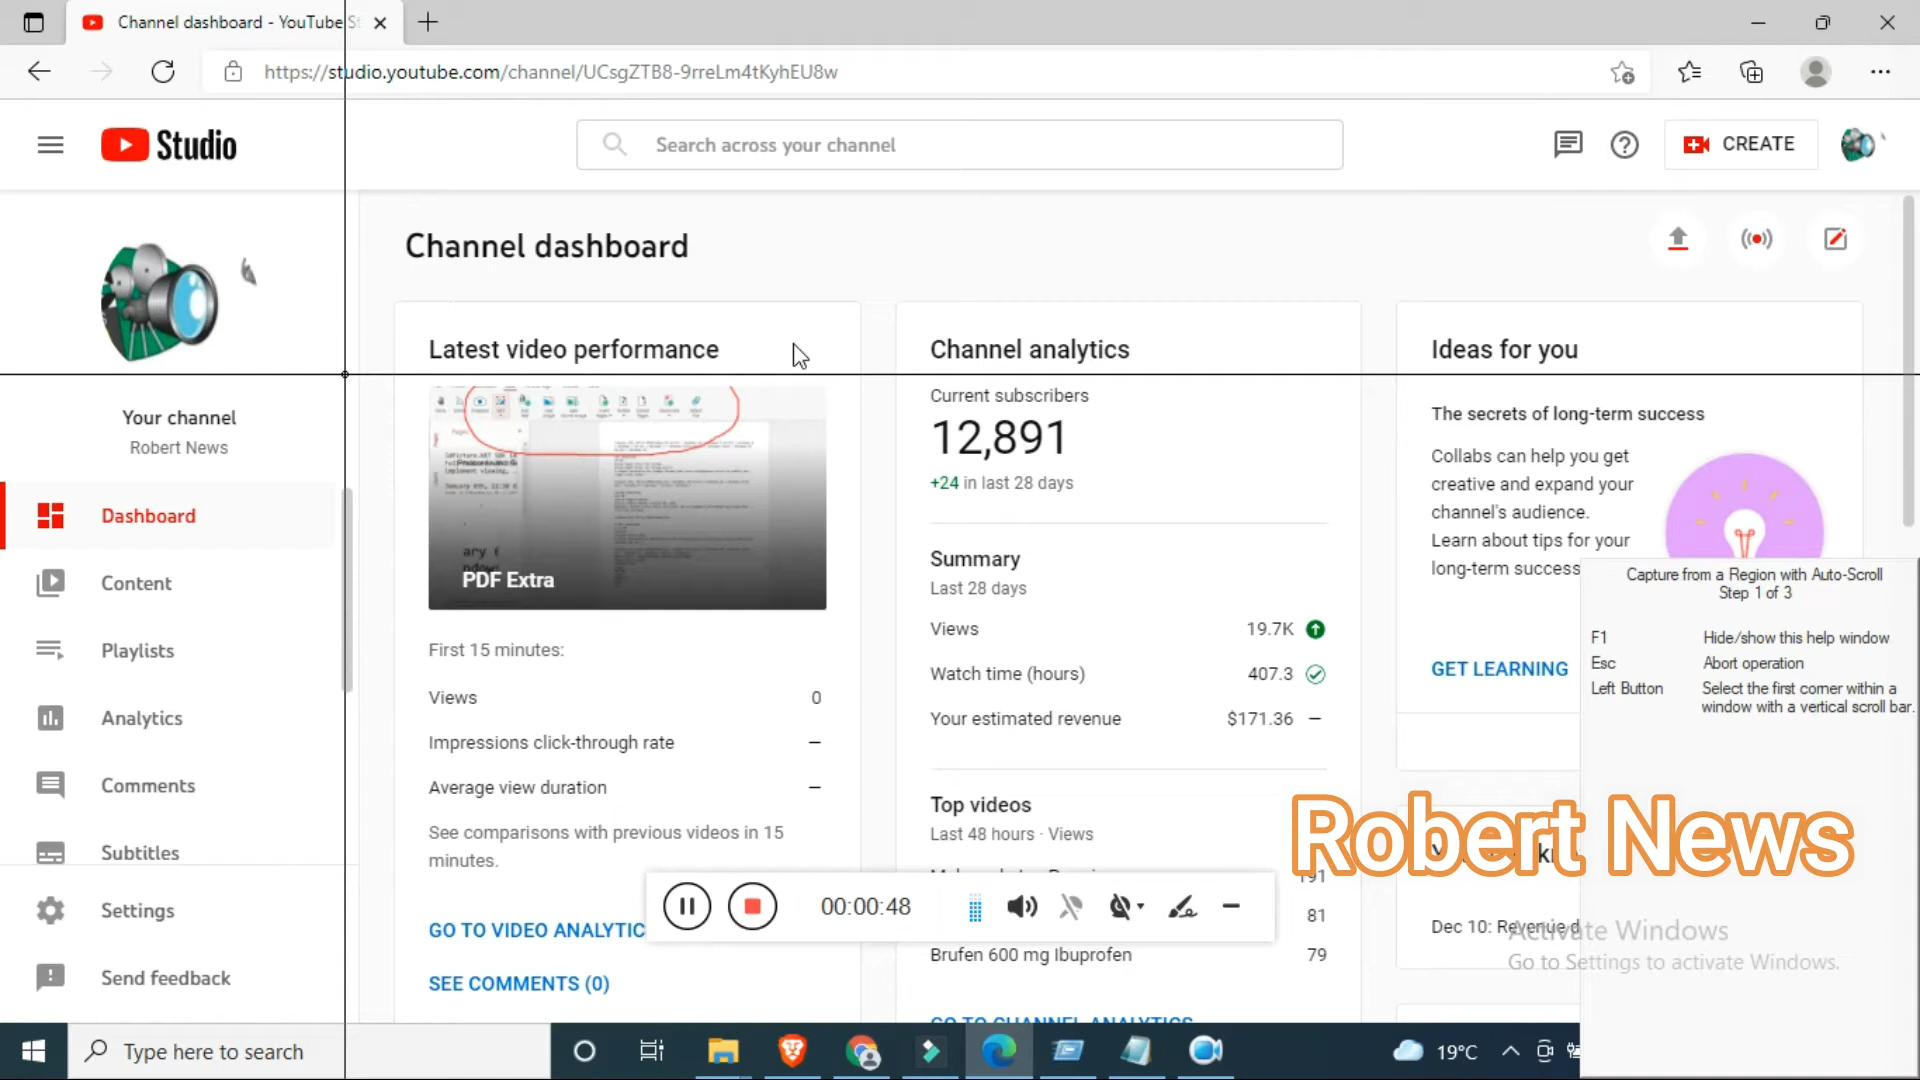 Channel dashboard - YouTube St
https://studio.youtube.com/channel/UCsgZTB8-9rreLm4tKyhEU8w
Studio
Search across your channel
CREATE
Channel dashboard
Your channel
Robert News
Dashboard
Content
Playlists
Analytics
Comments
Subtitles
Settings
Send feedback
Latest video performance
PDF Extra
First 15 minutes:
Views 0
Impressions click-through rate –
Average view duration –
See comparisons with previous videos in 15
minutes.
GO TO VIDEO ANALYTIC
SEE COMMENTS (0)
Channel analytics
Current subscribers
12,891
+24 in last 28 days
Summary
Last 28 days
Views 19.7K
Watch time (hours) 407.3
Your estimated revenue $171.36 –
Top videos
Last 48 hours · Views
191
81
Brufen 600 mg Ibuprofen 79
GO TO CHANNEL ANALYTICS
Ideas for you
The secrets of long-term success
Collabs can help you get
creative and expand your
channel's audience.
Learn about tips for your
long-term success
GET LEARNING
Dec 10: Revenue d
Capture from a Region with Auto-Scroll
Step 1 of 3
F1 Hide/show this help window
Esc Abort operation
Left Button Select the first corner within a
window with a vertical scroll bar.
Robert News
Activate Windows
Go to Settings to activate Windows.
00:00:48
Type here to search
19°C